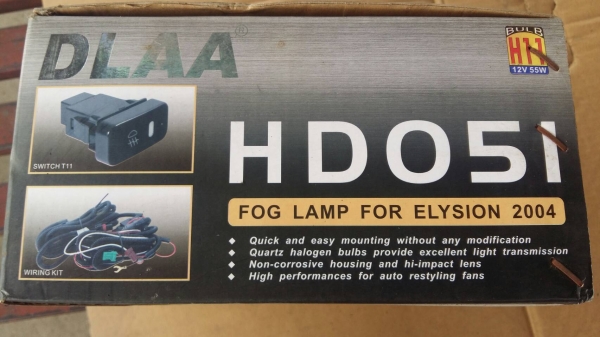 DLAA®
BULB
H11
12V 55W
SWITCH T11
HD051
FOG LAMP FOR ELYSION 2004
WIRING KIT
◆ Quick and easy mounting without any modification
◆ Quartz halogen bulbs provide excellent light transmission
◆ Non-corrosive housing and hi-impact lens
◆ High performances for auto restyling fans